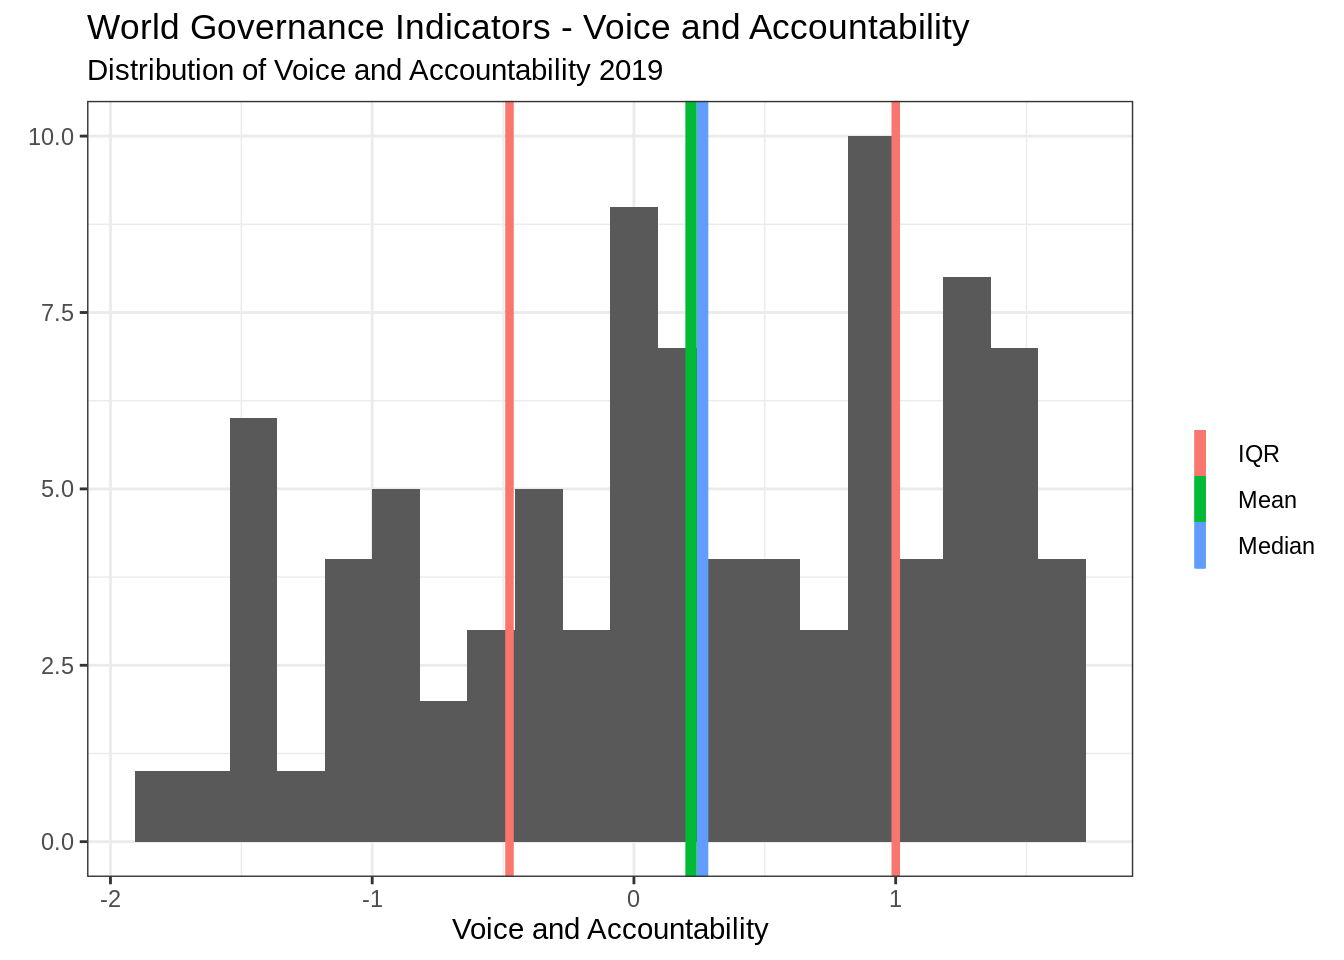 World Governance Indicators - Voice and Accountability
Distribution of Voice and Accountability 2019
10.0
7.5
5.0
2.5
0.0
-2
-1
0
1
Voice and Accountability
IQR
Mean
Median